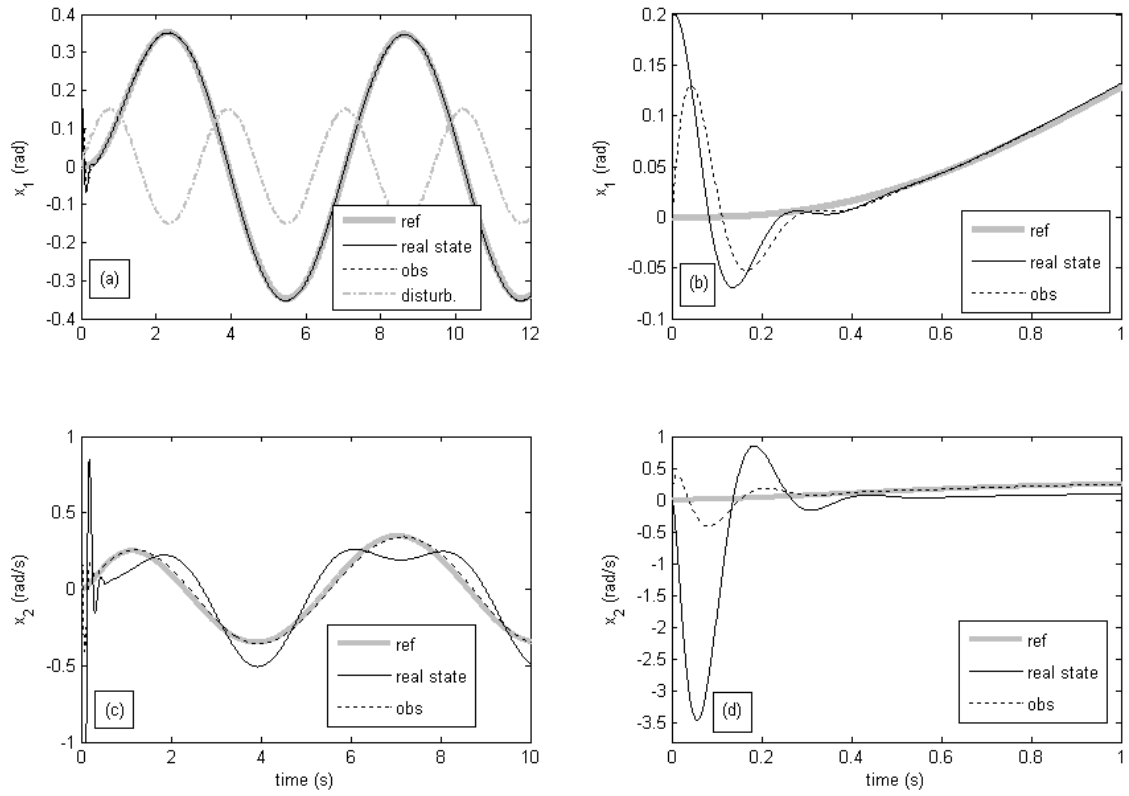 0.4
0.3
0.2
0.1
0
-0.1
-0.2
-0.3
-0.4
x1 (rad)
(a)
ref
real state
obs
disturb.
0 2 4 6 8 10 12
0.2
0.15
0.1
0.05
0
-0.05
-0.1
x1 (rad)
(b)
ref
real state
obs
0 0.2 0.4 0.6 0.8 1
1
0.5
0
-0.5
-1
x2 (rad/s)
(c)
ref
real state
obs
0 2 4 6 8 10
time (s)
1
0.5
0
-0.5
-1
-1.5
-2
-2.5
-3
-3.5
x2 (rad/s)
(d)
ref
real state
obs
0 0.2 0.4 0.6 0.8 1
time (s)